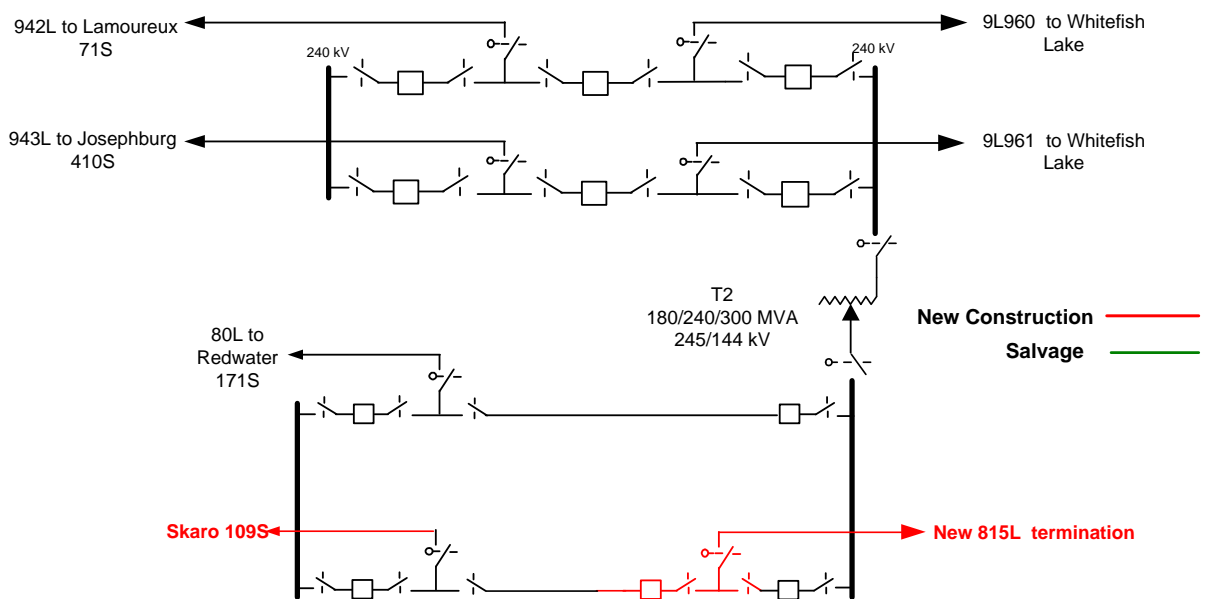 942L to Lamoureux
71S
9L960 to Whitefish
Lake
240 kV
240 kV
943L to Josephburg
410S
9L961 to Whitefish
Lake
T2
180/240/300 MVA
245/144 kV
New Construction
Salvage
80L to
Redwater
171S
Skaro 109S
New 815L termination